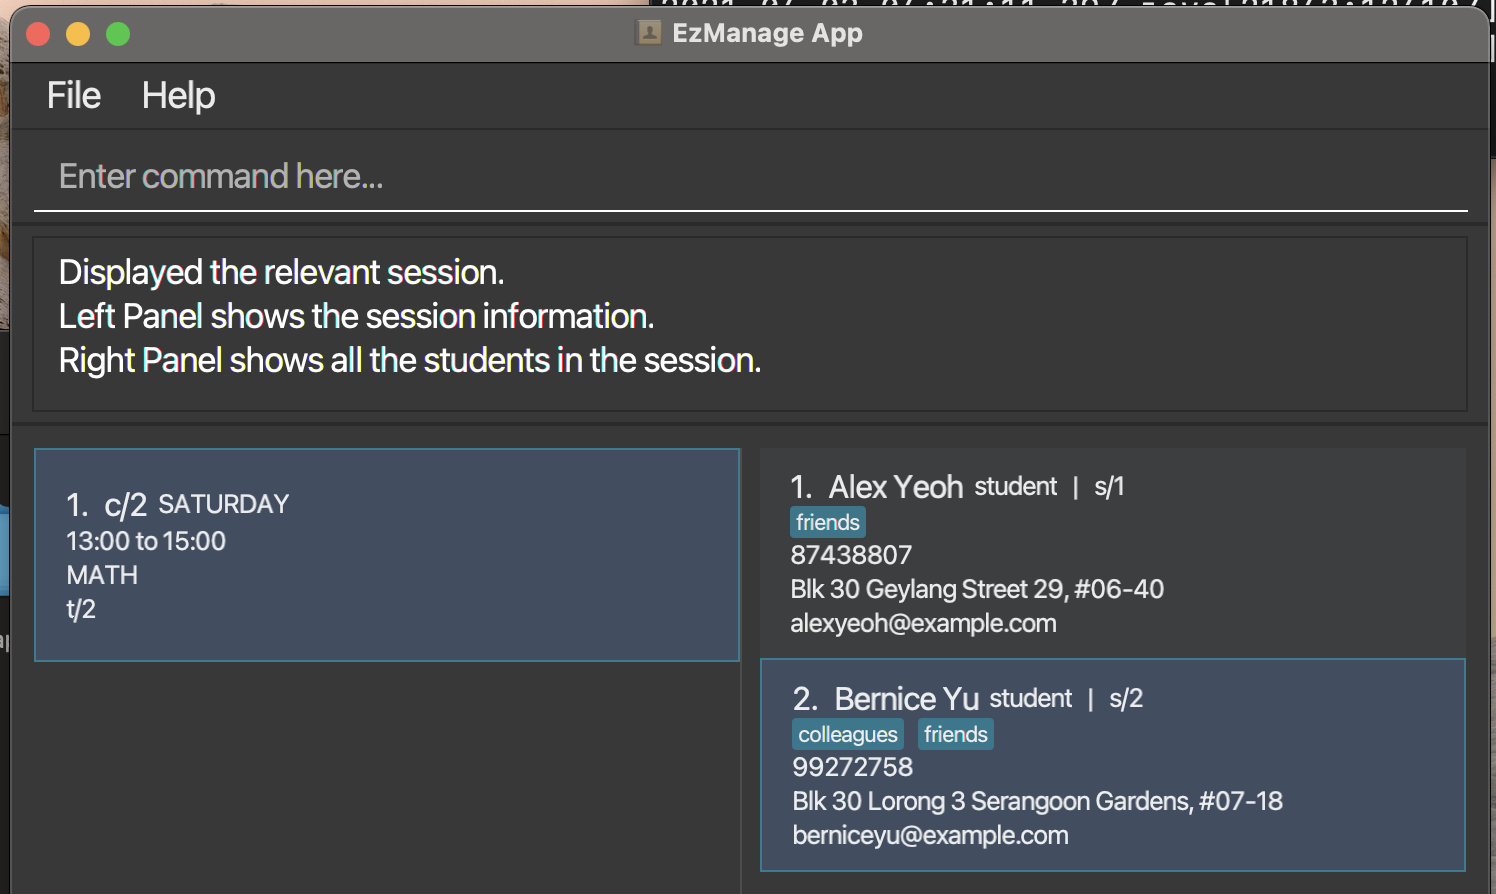 EzManage App
File Help
Enter command here...
Displayed the relevant session.
Left Panel shows the session information.
Right Panel shows all the students in the session.
1. c/2 SATURDAY
13:00 to 15:00
MATH
t/2
1. Alex Yeoh student | s/1
friends
87438807
Blk 30 Geylang Street 29, #06-40
alexyeoh@example.com
2. Bernice Yu student | s/2
colleagues friends
99272758
Blk 30 Lorong 3 Serangoon Gardens, #07-18
berniceyu@example.com